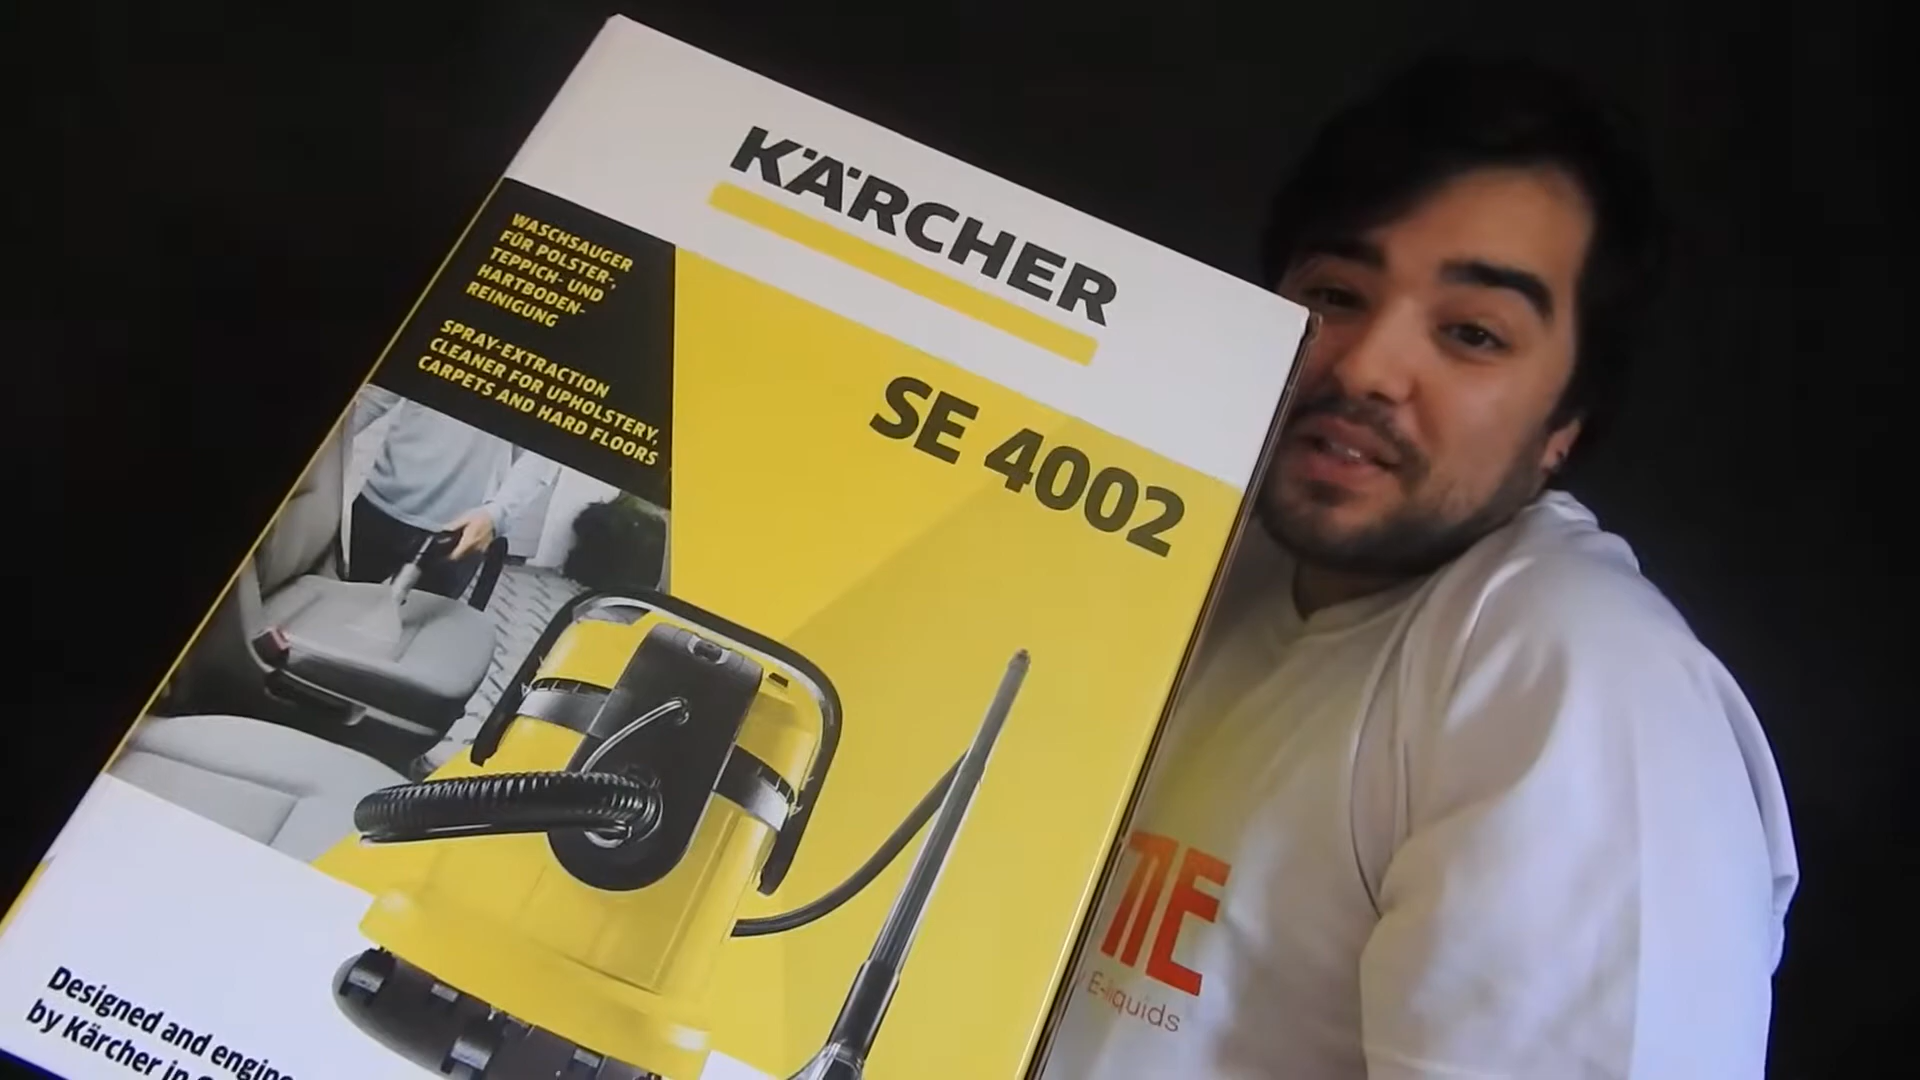 KÄRCHER
SE 4002
WASCHSAUGER
FÜR POLSTER-,
TEPPICH- UND
HARTBODEN-
REINIGUNG
SPRAY-EXTRACTION
CLEANER FOR UPHOLSTERY,
CARPETS AND HARD FLOORS
Designed and engine
by Kärcher in
E-liquids